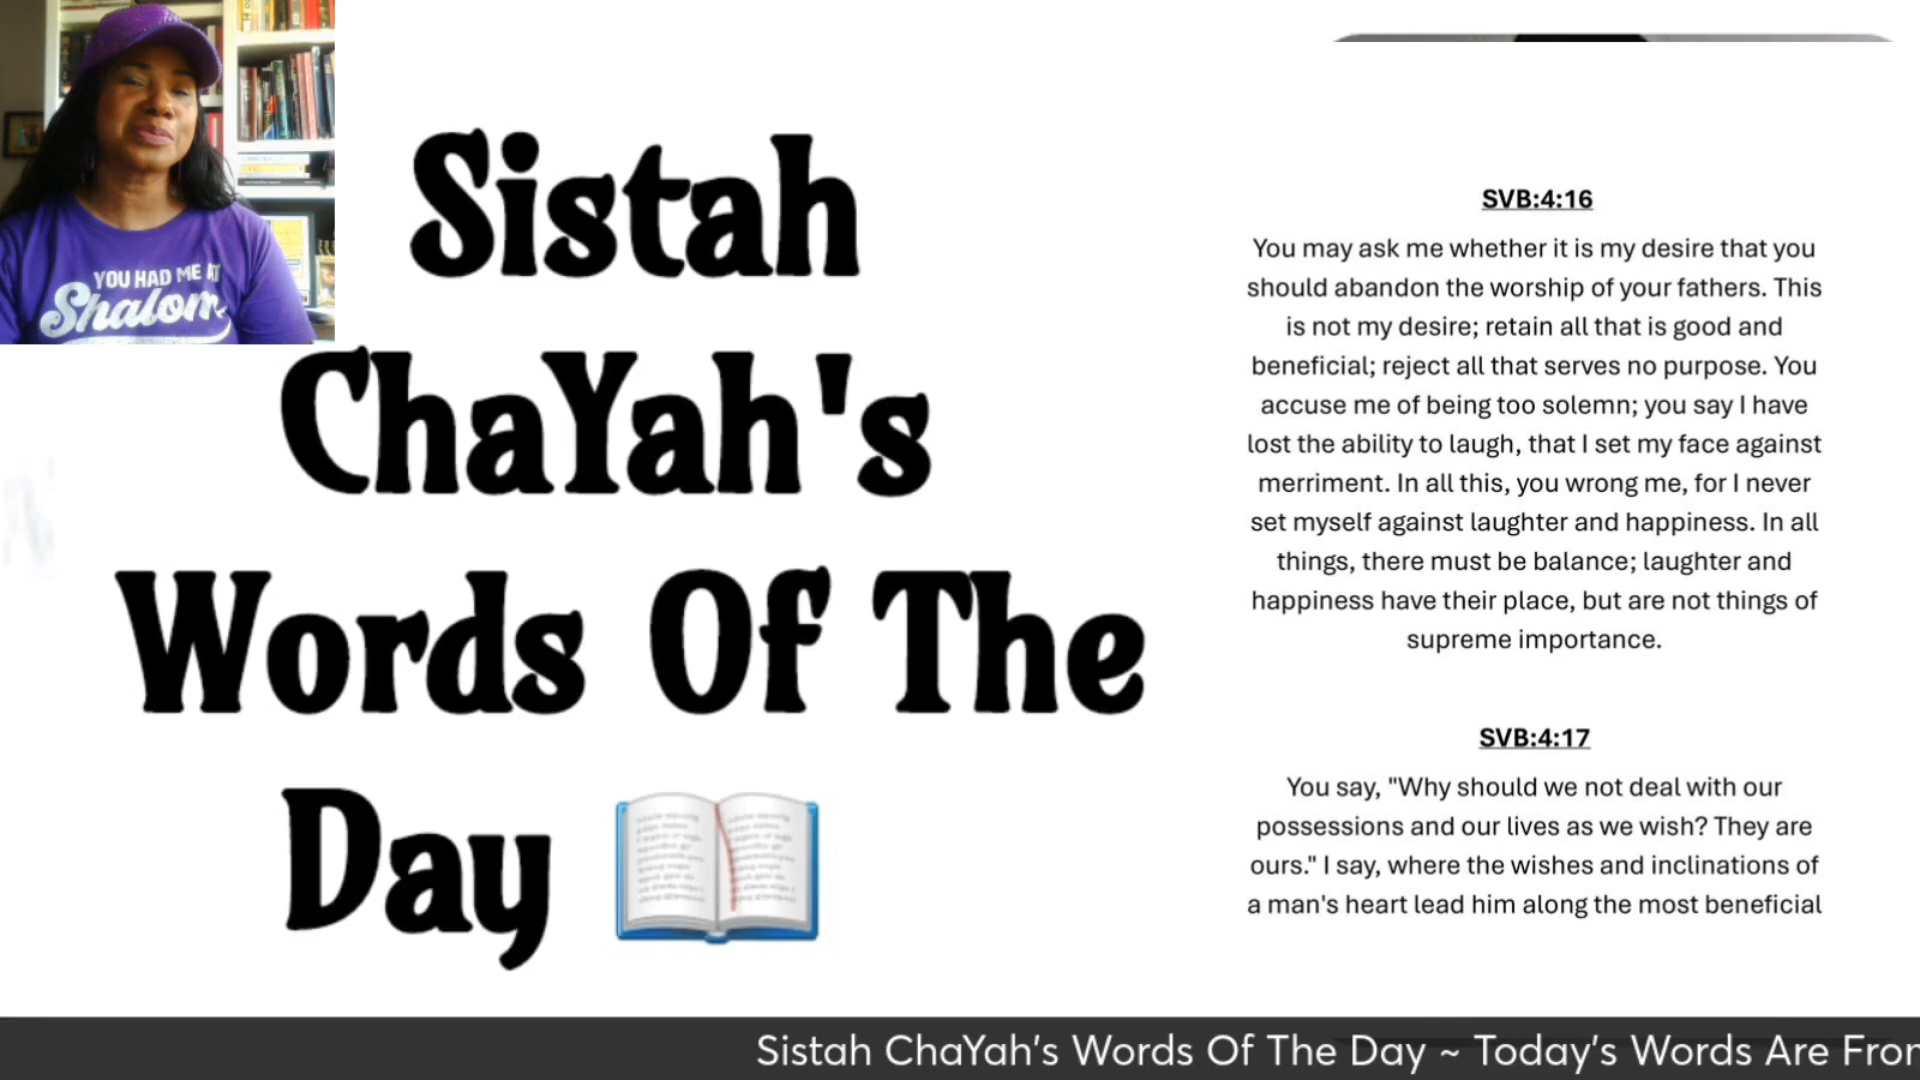 YOU HAD ME AT
Shalom
Sistah
ChaYah's
Words Of The
Day
SVB:4:16
You may ask me whether it is my desire that you
should abandon the worship of your fathers. This
is not my desire; retain all that is good and
beneficial; reject all that serves no purpose. You
accuse me of being too solemn; you say I have
lost the ability to laugh, that I set my face against
merriment. In all this, you wrong me, for I never
set myself against laughter and happiness. In all
things, there must be balance; laughter and
happiness have their place, but are not things of
supreme importance.
SVB:4:17
You say, "Why should we not deal with our
possessions and our lives as we wish? They are
ours." I say, where the wishes and inclinations of
a man's heart lead him along the most beneficial
Sistah ChaYah's Words Of The Day ~ Today's Words Are From